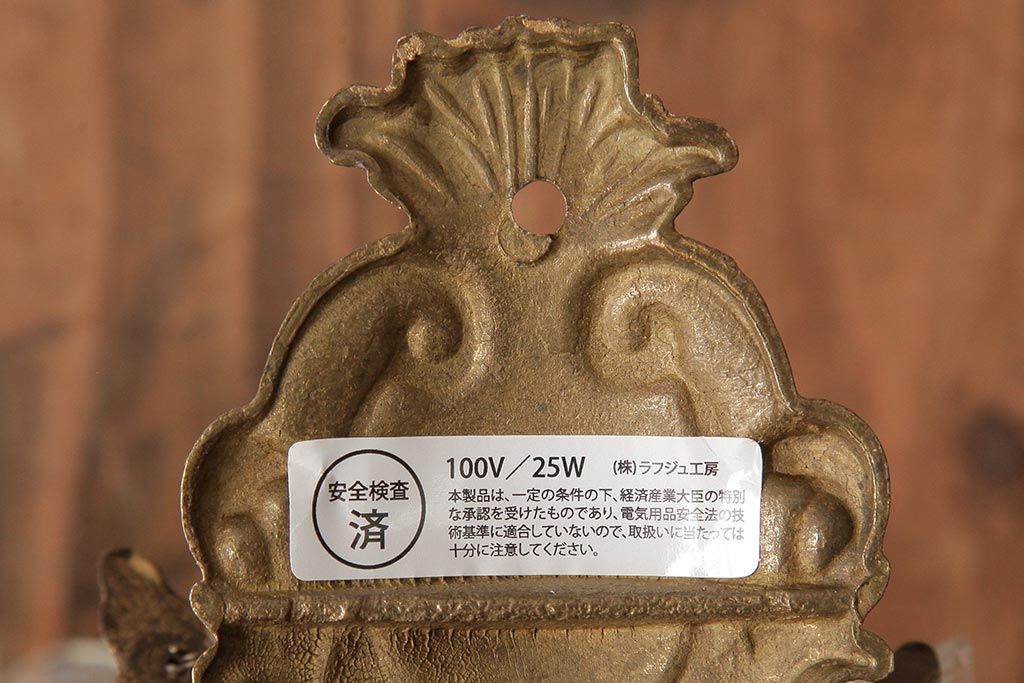 安全検査
済
100V／25W （株）ラフジュ工房
本製品は、一定の条件の下、経済産業大臣の特別
な承認を受けたものであり、電気用品安全法の技
術基準に適合していないので、取扱いに当たっては
十分に注意してください。